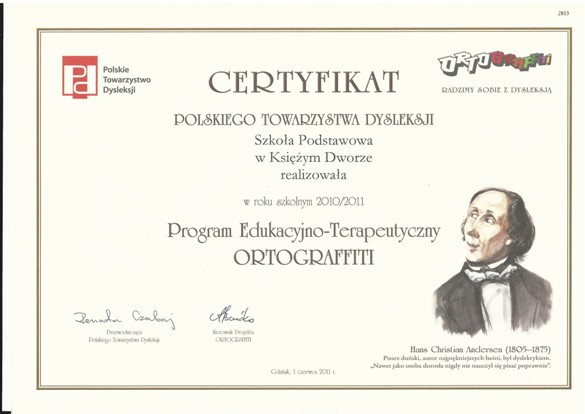 2815
Polskie
Towarzystwo
Dysleksji
ORTOGRAFFITI
RADZIMY SOBIE Z DYSLEKSJĄ
CERTYFIKAT
POLSKIEGO TOWARZYSTWA DYSLEKSJI
Szkoła Podstawowa
w Księżym Dworze
realizowała
w roku szkolnym 2010/2011
Program Edukacyjno-Terapeutyczny
ORTOGRAFFITI
Przewodnicząca
Polskiego Towarzystwa Dysleksji
Kierownik Projektu
ORTOGRAFFITI
Hans Christian Andersen (1805–1875)
Pisarz duński, autor najpiękniejszych baśni, był dyslektykiem.
„Nawet jako osoba dorosła nigdy nie nauczył się pisać poprawnie”.
Gdańsk, 1 czerwca 2011 r.